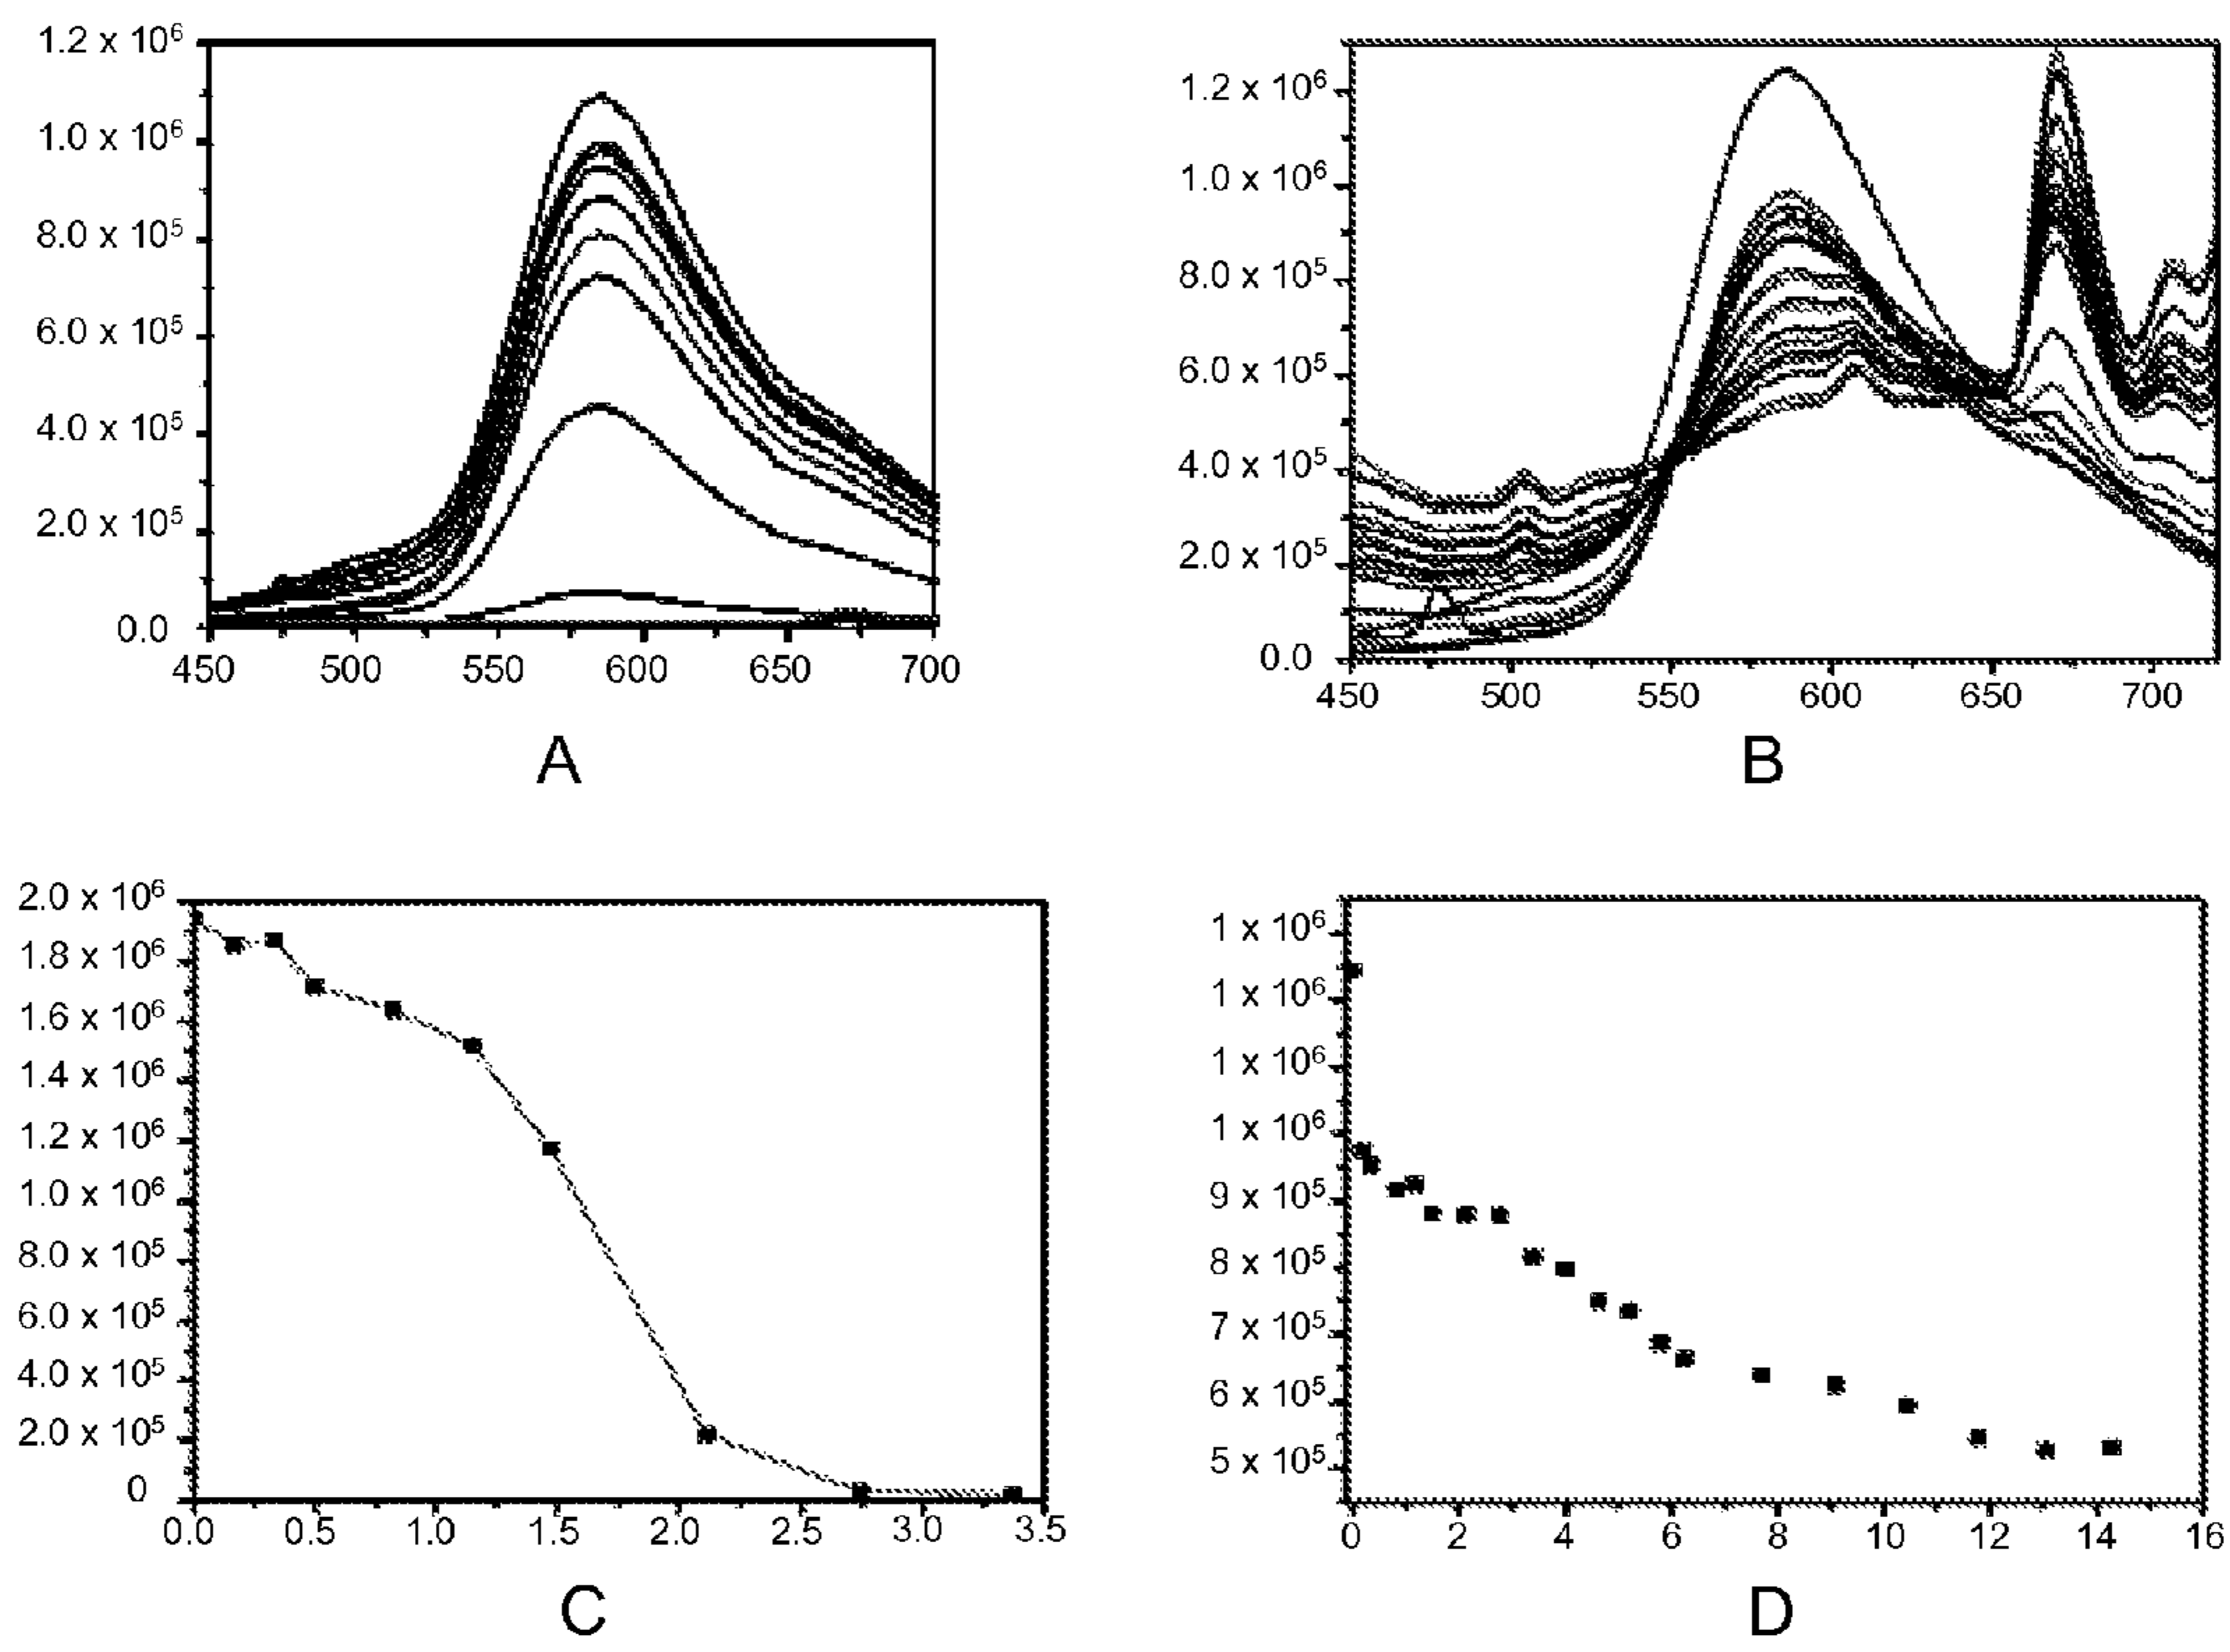 1.2 x 10⁶
1.0 x 10⁶
8.0 x 10⁵
6.0 x 10⁵
4.0 x 10⁵
2.0 x 10⁵
0.0
450 500 550 600 650 700
A
1.2 x 10⁶
1.0 x 10⁶
8.0 x 10⁵
6.0 x 10⁵
4.0 x 10⁵
2.0 x 10⁵
0.0
450 500 550 600 650 700
B
2.0 x 10⁶
1.8 x 10⁶
1.6 x 10⁶
1.4 x 10⁶
1.2 x 10⁶
1.0 x 10⁶
8.0 x 10⁵
6.0 x 10⁵
4.0 x 10⁵
2.0 x 10⁵
0
0.0 0.5 1.0 1.5 2.0 2.5 3.0 3.5
C
1 x 10⁶
1 x 10⁶
1 x 10⁶
1 x 10⁶
9 x 10⁵
8 x 10⁵
7 x 10⁵
6 x 10⁵
5 x 10⁵
0 2 4 6 8 10 12 14 16
D